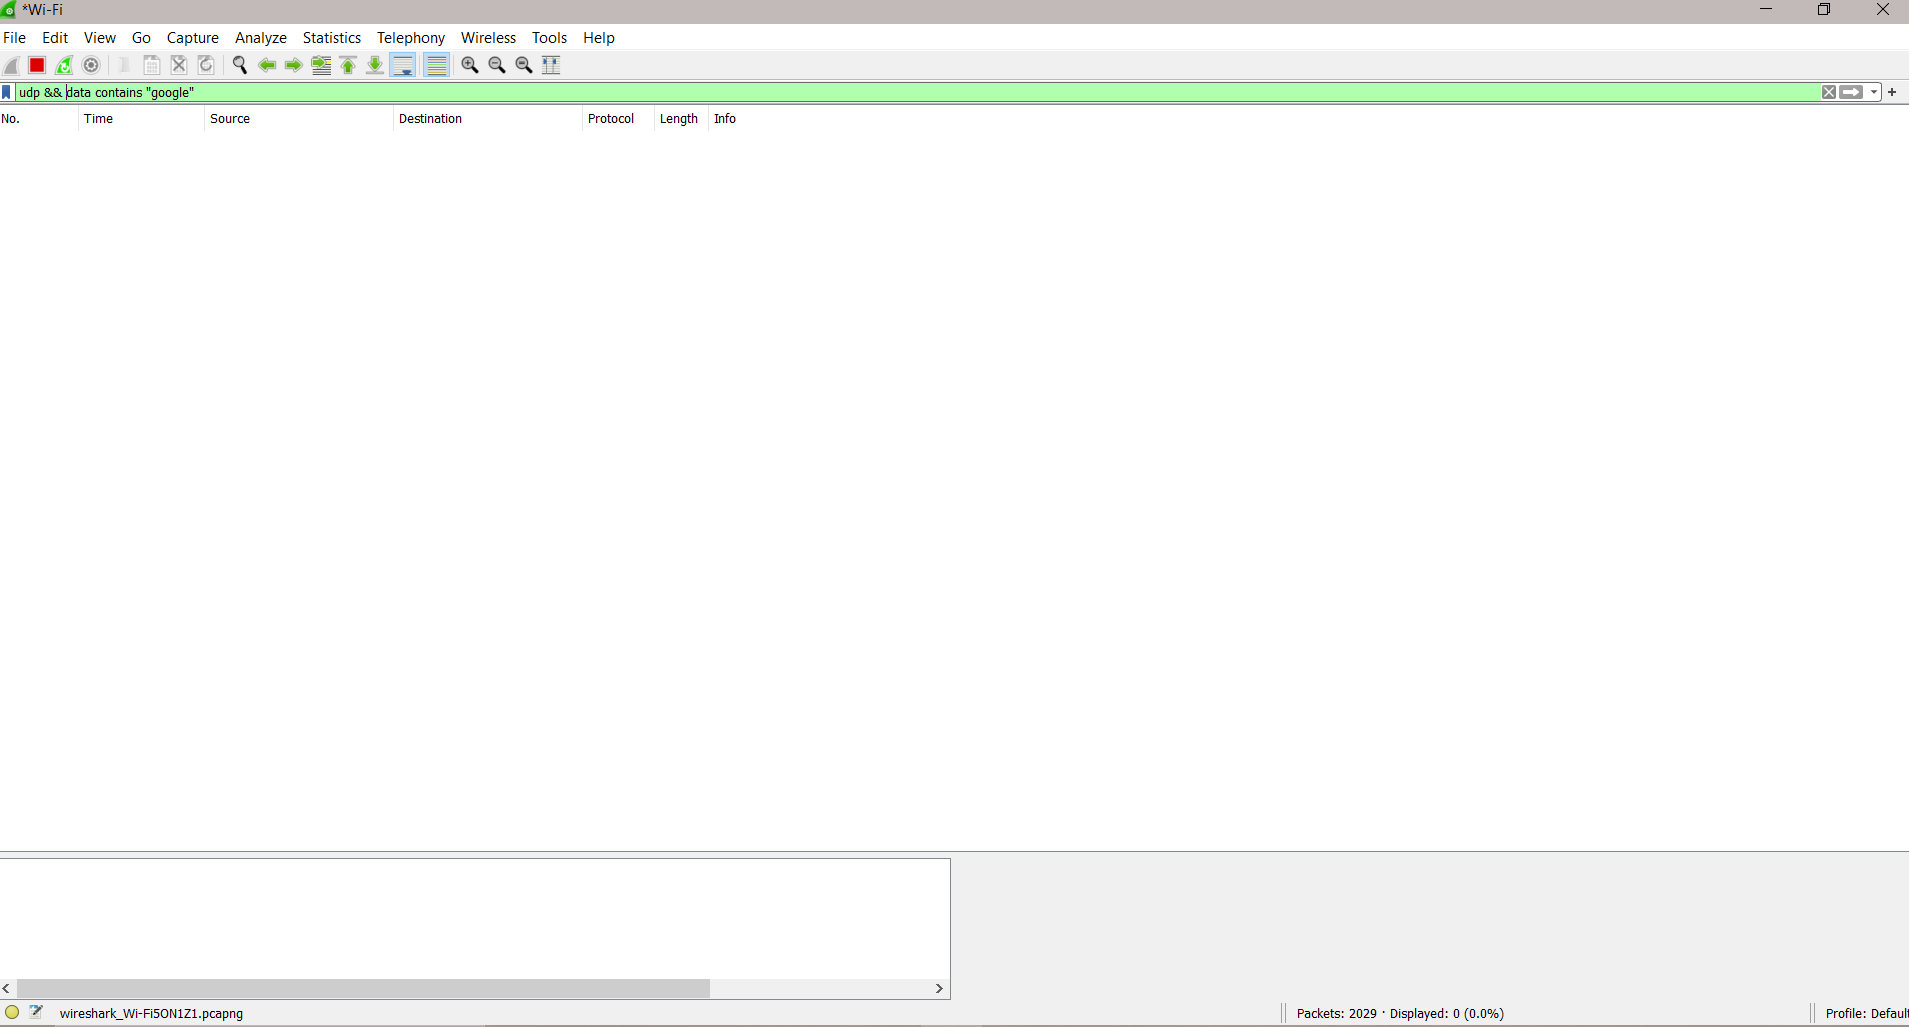 *Wi-Fi
File Edit View Go Capture Analyze Statistics Telephony Wireless Tools Help
udp && data contains "google"
No. Time Source Destination Protocol Length Info
wireshark_Wi-Fi5ON1Z1.pcapng Packets: 2029 · Displayed: 0 (0.0%) Profile: Default